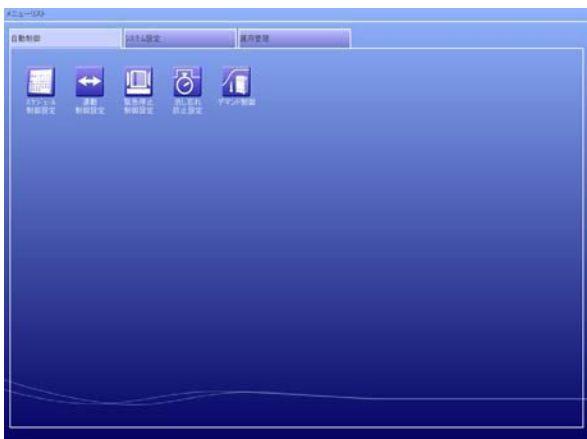 メニューリスト
自動制御
システム設定
運用管理
スケジュール
制御設定
連動
制御設定
緊急停止
制御設定
消し忘れ
防止設定
デマンド制御